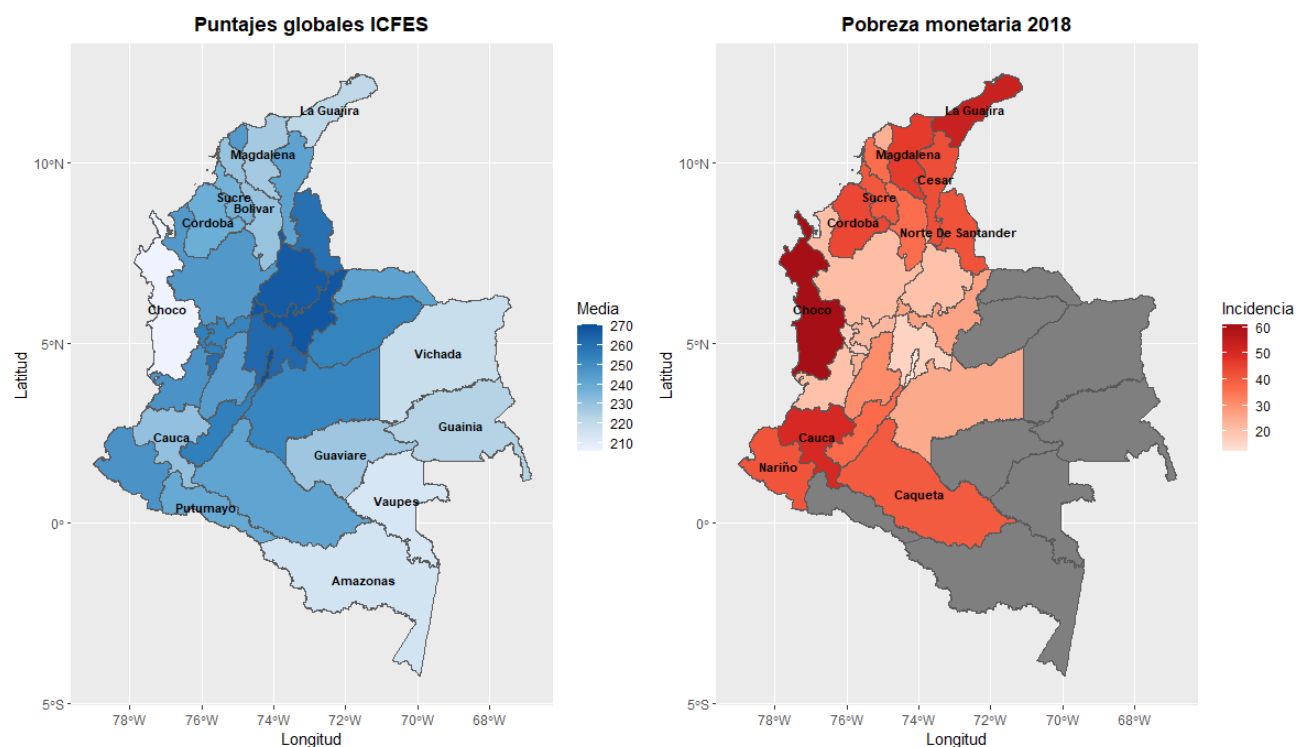 Puntajes globales ICFES
La Guajira
Magdalena
Sucre
Bolivar
Cordoba
Choco
Vichada
Guainia
Cauca
Guaviare
Vaupes
Putumayo
Amazonas
10°N
5°N
0°
5°S
78°W 76°W 74°W 72°W 70°W 68°W
Longitud
Latitud
Media
270
260
250
240
230
220
210
Pobreza monetaria 2018
La Guajira
Magdalena
Cesar
Sucre
Cordoba
Norte De Santander
Choco
Cauca
Nariño
Caqueta
10°N
5°N
0°
5°S
78°W 76°W 74°W 72°W 70°W 68°W
Longitud
Latitud
Incidencia
60
50
40
30
20